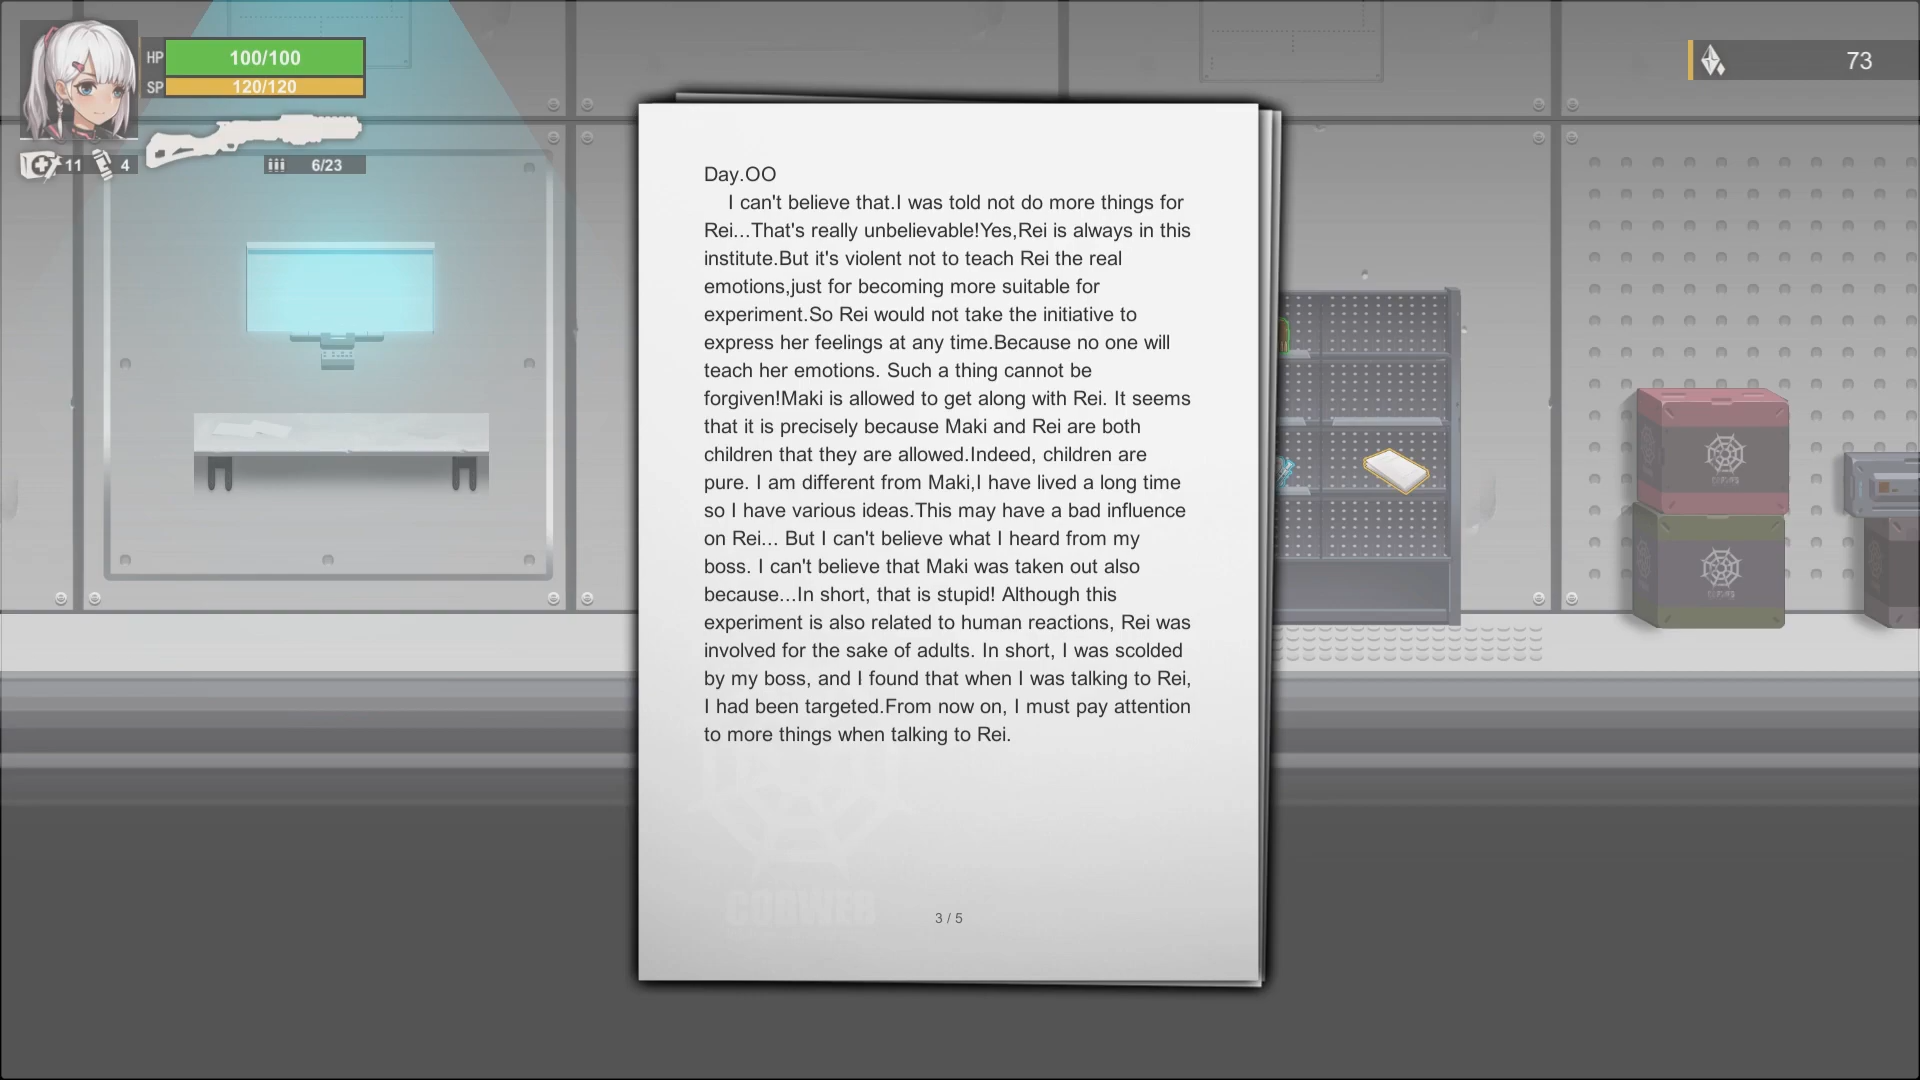 HP 100/100
SP 120/120
11 4
6/23
73
Day.OO
I can't believe that.I was told not do more things for
Rei...That's really unbelievable!Yes,Rei is always in this
institute.But it's violent not to teach Rei the real
emotions,just for becoming more suitable for
experiment.So Rei would not take the initiative to
express her feelings at any time.Because no one will
teach her emotions. Such a thing cannot be
forgiven!Maki is allowed to get along with Rei. It seems
that it is precisely because Maki and Rei are both
children that they are allowed.Indeed, children are
pure. I am different from Maki,I have lived a long time
so I have various ideas.This may have a bad influence
on Rei... But I can't believe what I heard from my
boss. I can't believe that Maki was taken out also
because...In short, that is stupid! Although this
experiment is also related to human reactions, Rei was
involved for the sake of adults. In short, I was scolded
by my boss, and I found that when I was talking to Rei,
I had been targeted.From now on, I must pay attention
to more things when talking to Rei.
COBWEB
3 / 5